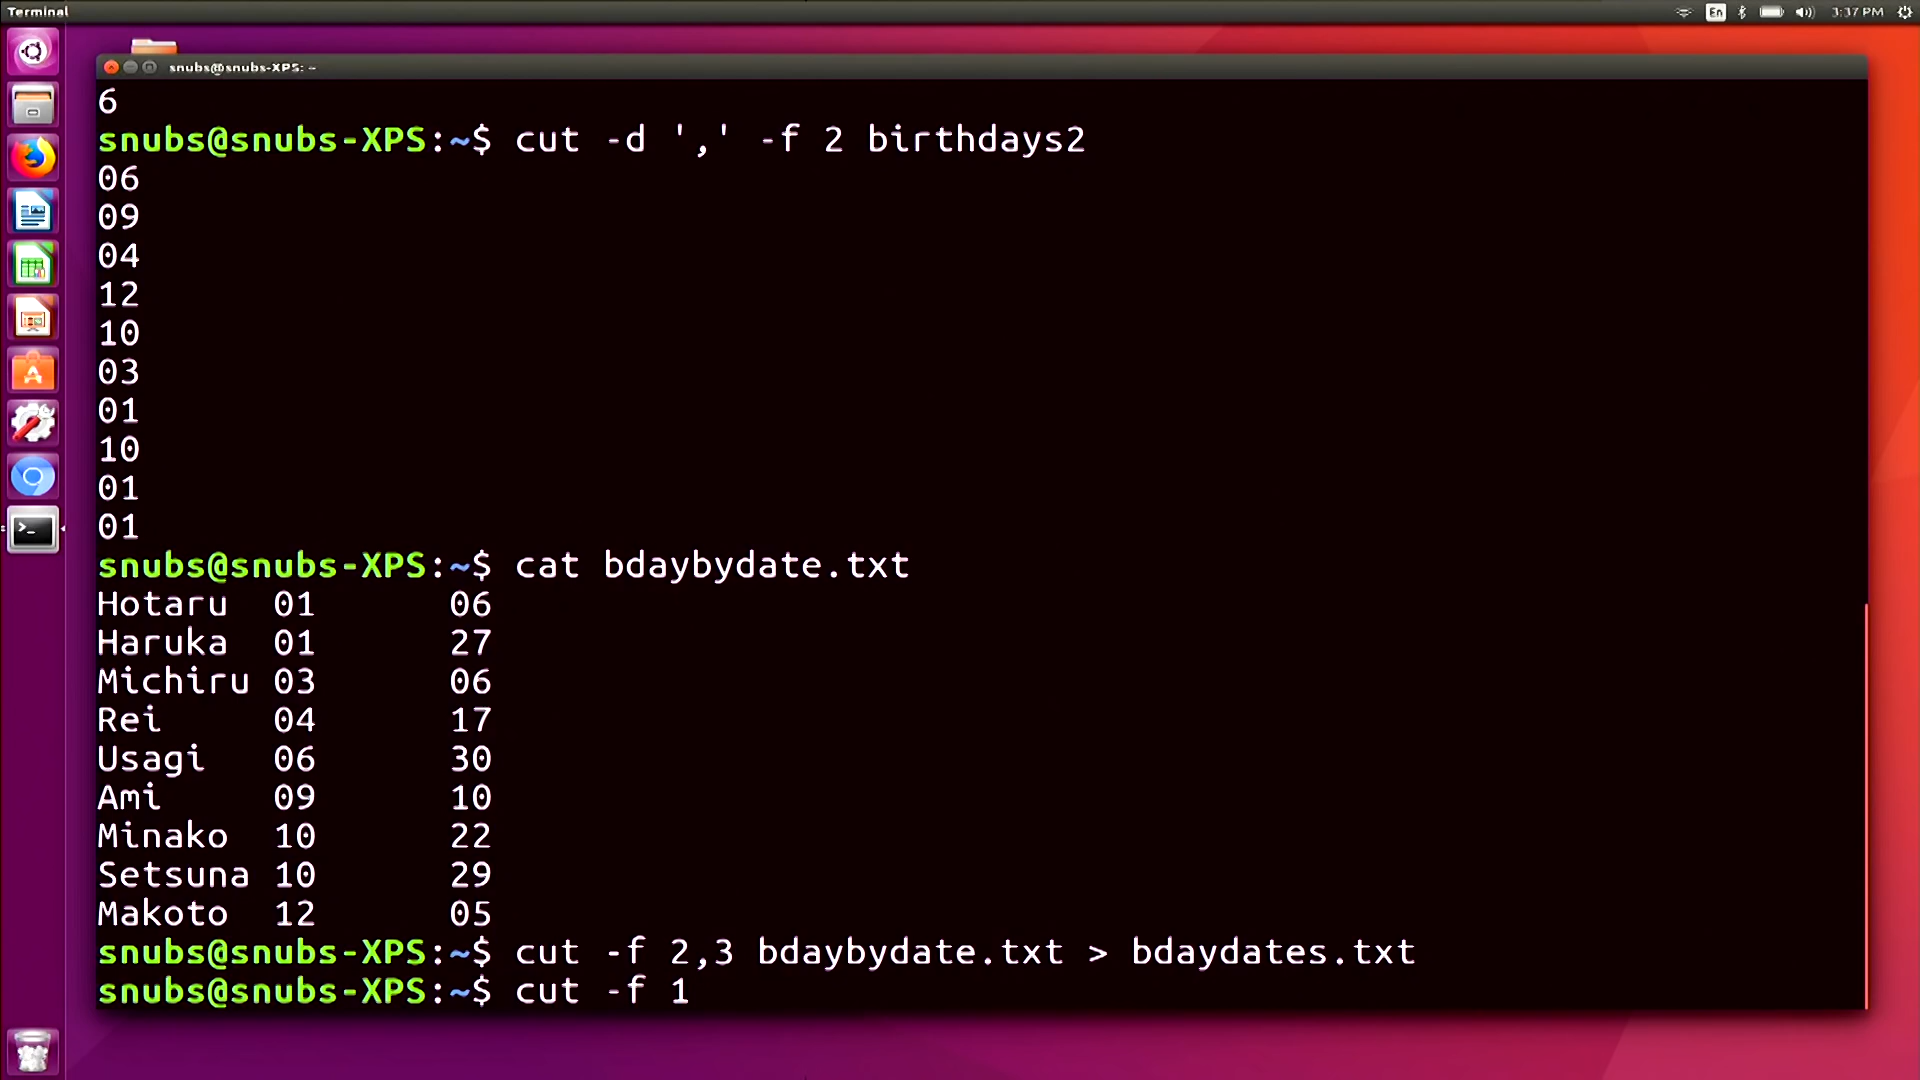 Terminal
En
3:37 PM
snubs@snubs-XPS: ~
6
snubs@snubs-XPS:~$ cut -d ',' -f 2 birthdays2
06
09
04
12
10
03
01
10
01
01
snubs@snubs-XPS:~$ cat bdaybydate.txt
Hotaru 01 06
Haruka 01 27
Michiru 03 06
Rei 04 17
Usagi 06 30
Ami 09 10
Minako 10 22
Setsuna 10 29
Makoto 12 05
snubs@snubs-XPS:~$ cut -f 2,3 bdaybydate.txt > bdaydates.txt
snubs@snubs-XPS:~$ cut -f 1